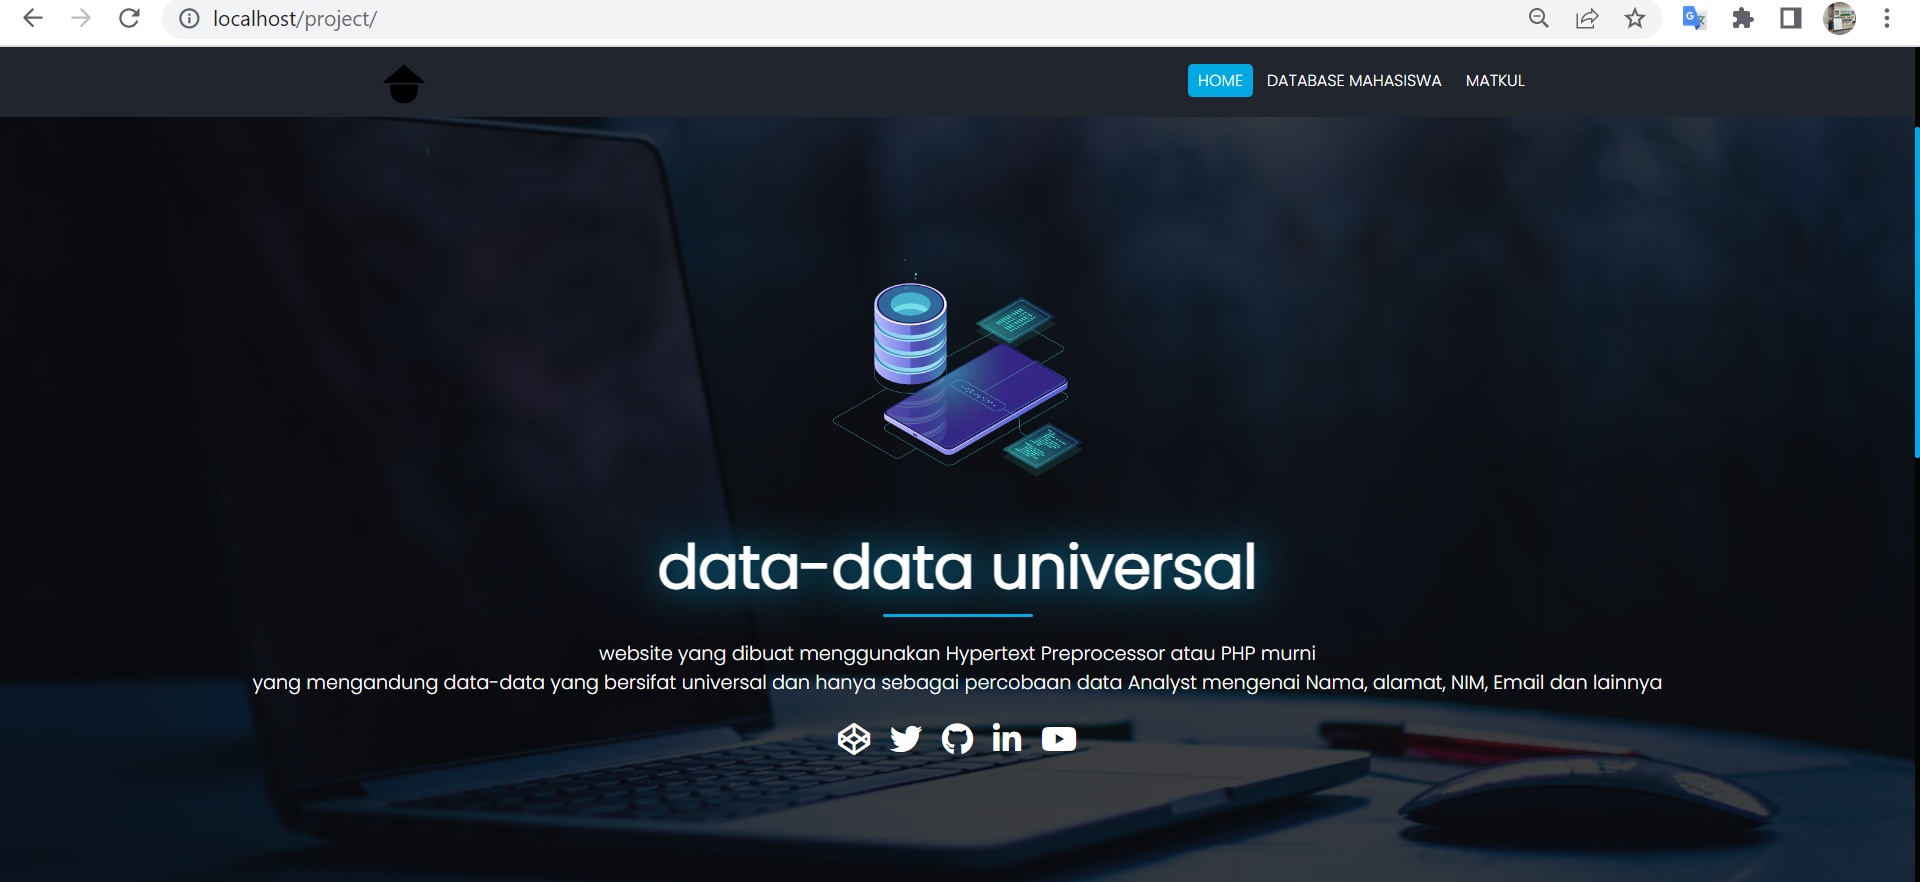 localhost/project/
HOME DATABASE MAHASISWA MATKUL
data-data universal
website yang dibuat menggunakan Hypertext Preprocessor atau PHP murni
yang mengandung data-data yang bersifat universal dan hanya sebagai percobaan data Analyst mengenai Nama, alamat, NIM, Email dan lainnya